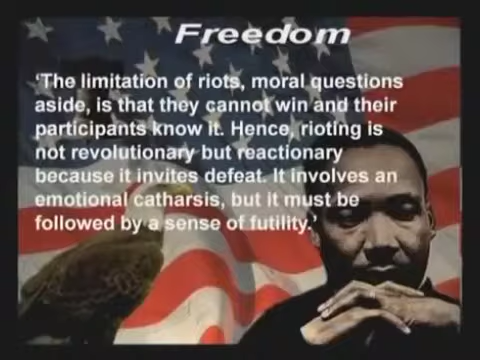 Freedom
‘The limitation of riots, moral questions
aside, is that they cannot win and their
participants know it. Hence, rioting is
not revolutionary but reactionary
because it invites defeat. It involves an
emotional catharsis, but it must be
followed by a sense of futility.’